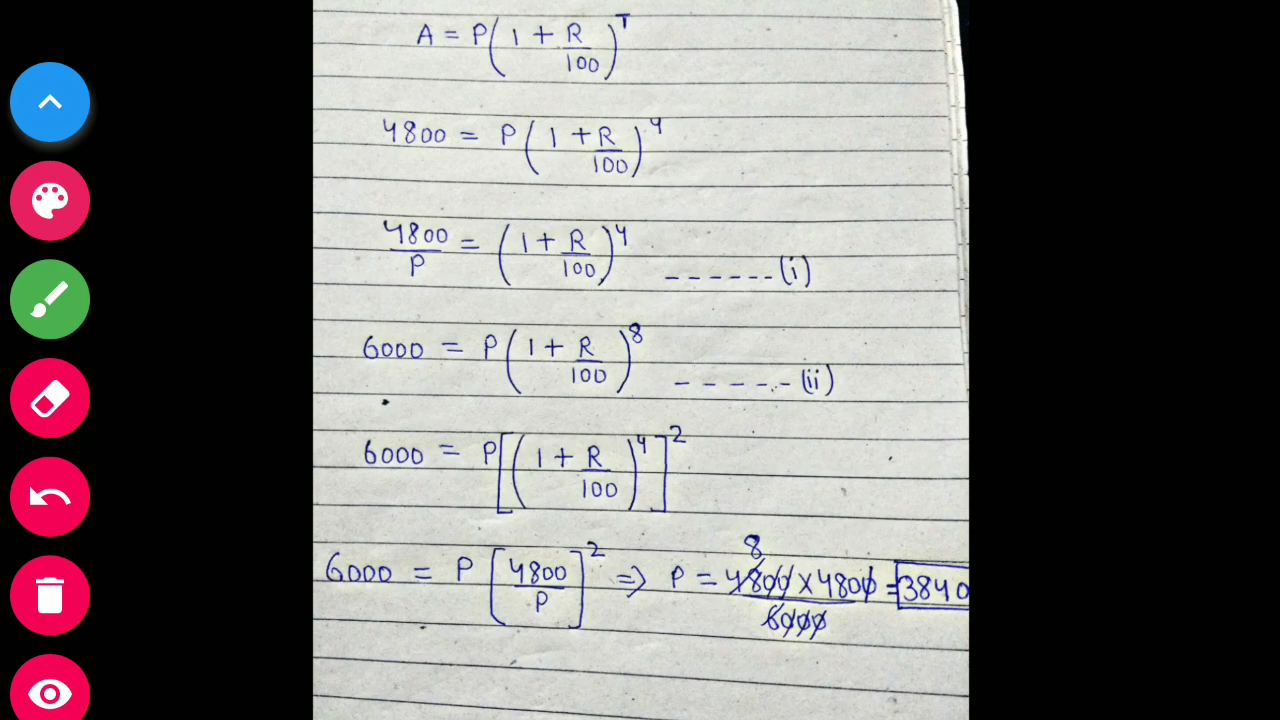 A = P(1 + R/100)^T
4800 = P(1 + R/100)^4
4800/P = (1 + R/100)^4 ------(i)
6000 = P(1 + R/100)^8 -----(ii)
6000 = P[(1 + R/100)^4]^2
6000 = P[4800/P]^2 => P = 4800 x 4800/6000 = 3840
8